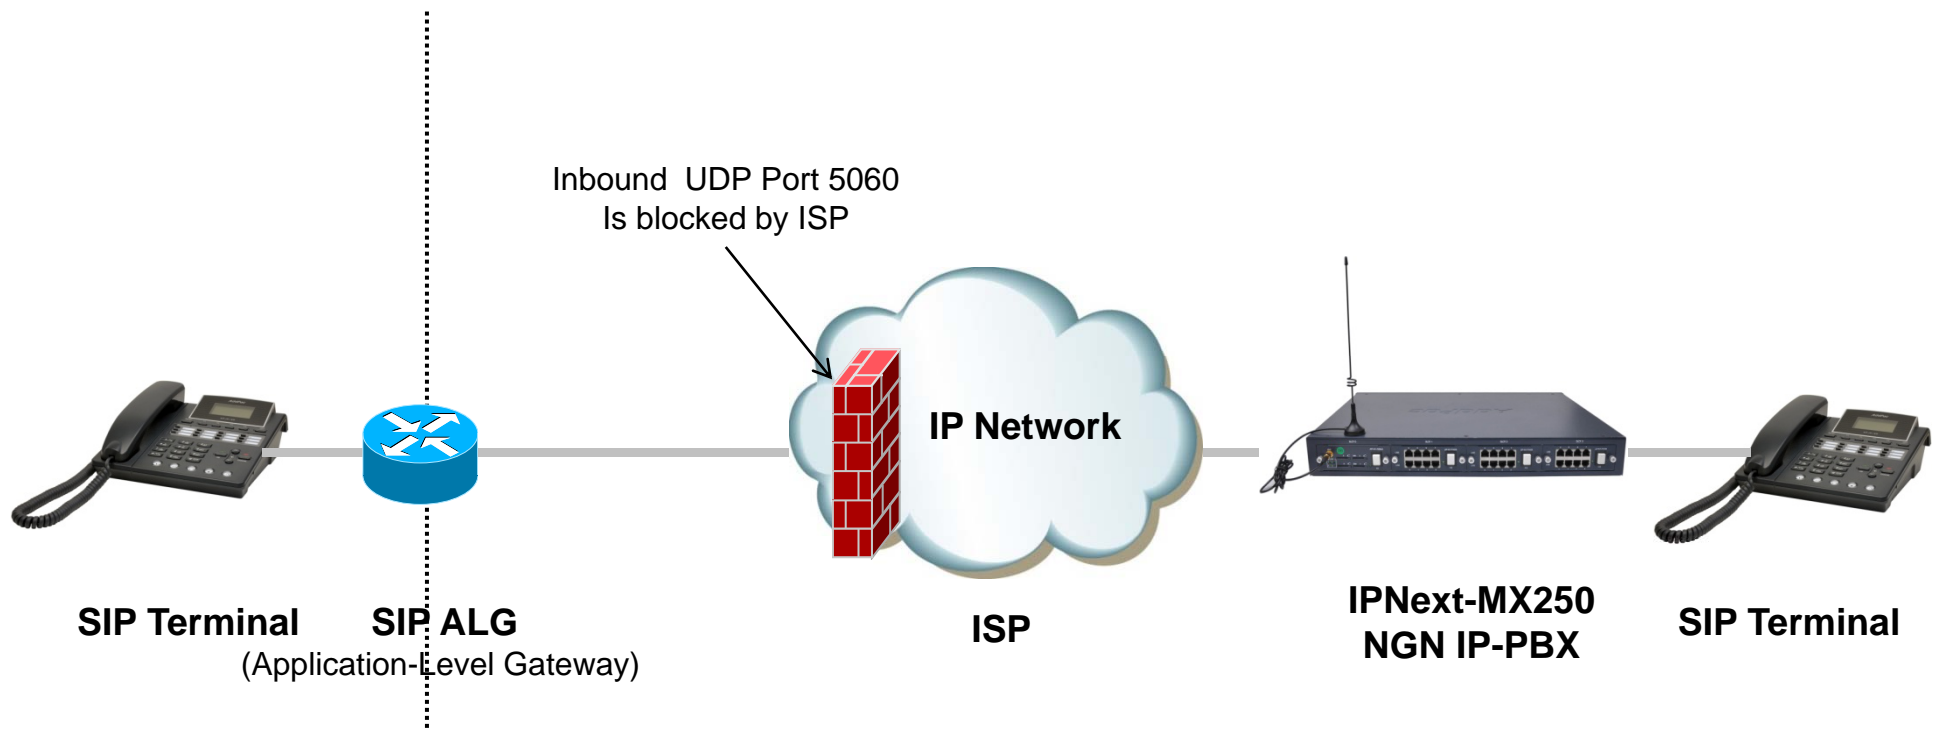 Inbound  UDP Port 5060
Is blocked by ISP
IP Network
SIP Terminal
SIP ALG
(Application-Level Gateway)
ISP
IPNext-MX250
NGN IP-PBX
SIP Terminal